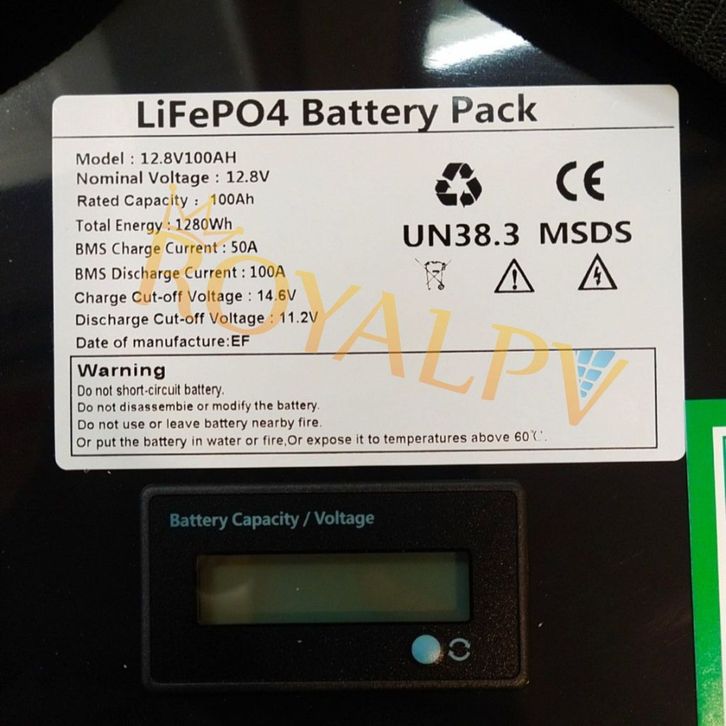 LiFePO4 Battery Pack
Model : 12.8V100AH
Nominal Voltage : 12.8V
Rated Capacity : 100Ah
Total Energy : 1280Wh
BMS Charge Current : 50A
BMS Discharge Current : 100A
Charge Cut-off Voltage : 14.6V
Discharge Cut-off Voltage : 11.2V
Date of manufacture:EF
CE
UN38.3 MSDS
ROYALPV
Warning
Do not short-circuit battery.
Do not disassembie or modify the battery.
Do not use or leave battery nearby fire.
Or put the battery in water or fire,Or expose it to temperatures above 60℃.
Battery Capacity / Voltage